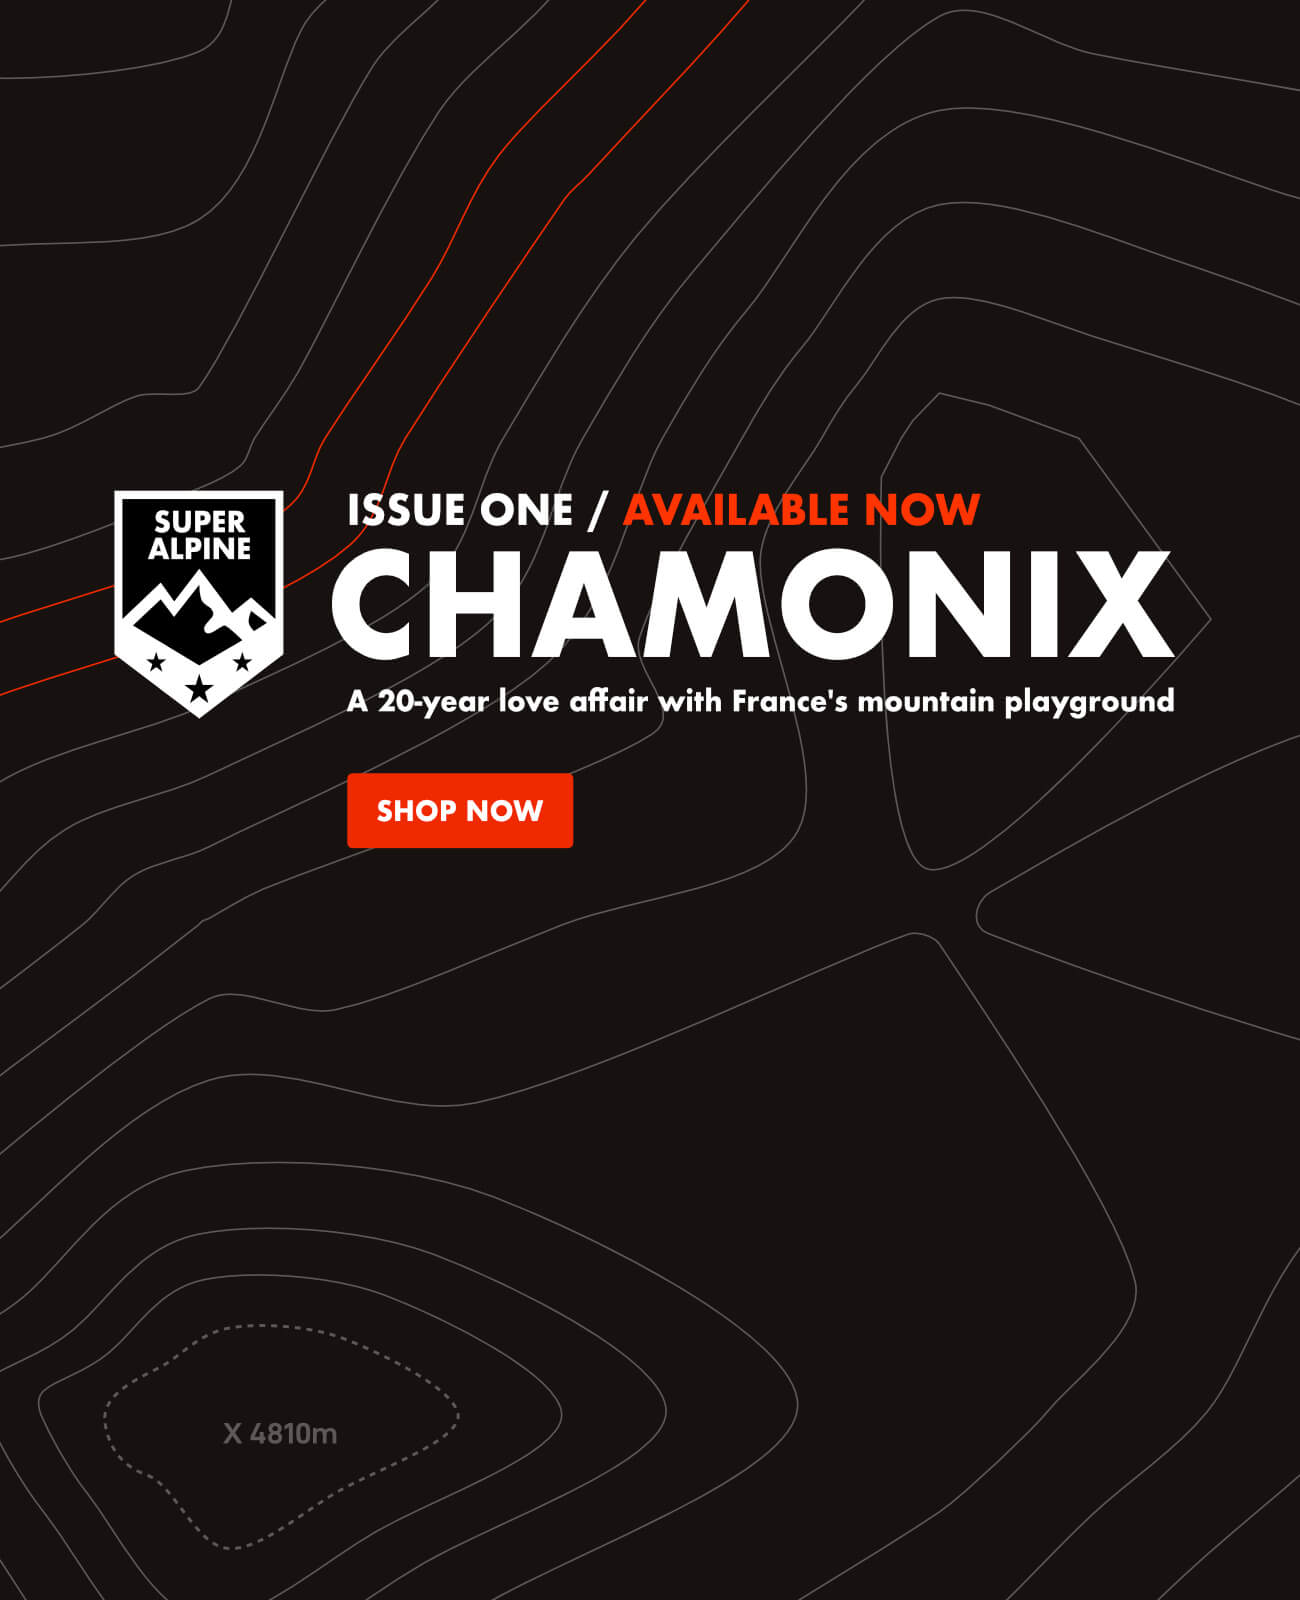 SUPER
ALPINE
ISSUE ONE / AVAILABLE NOW
CHAMONIX
A 20-year love affair with France's mountain playground
SHOP NOW
X 4810m